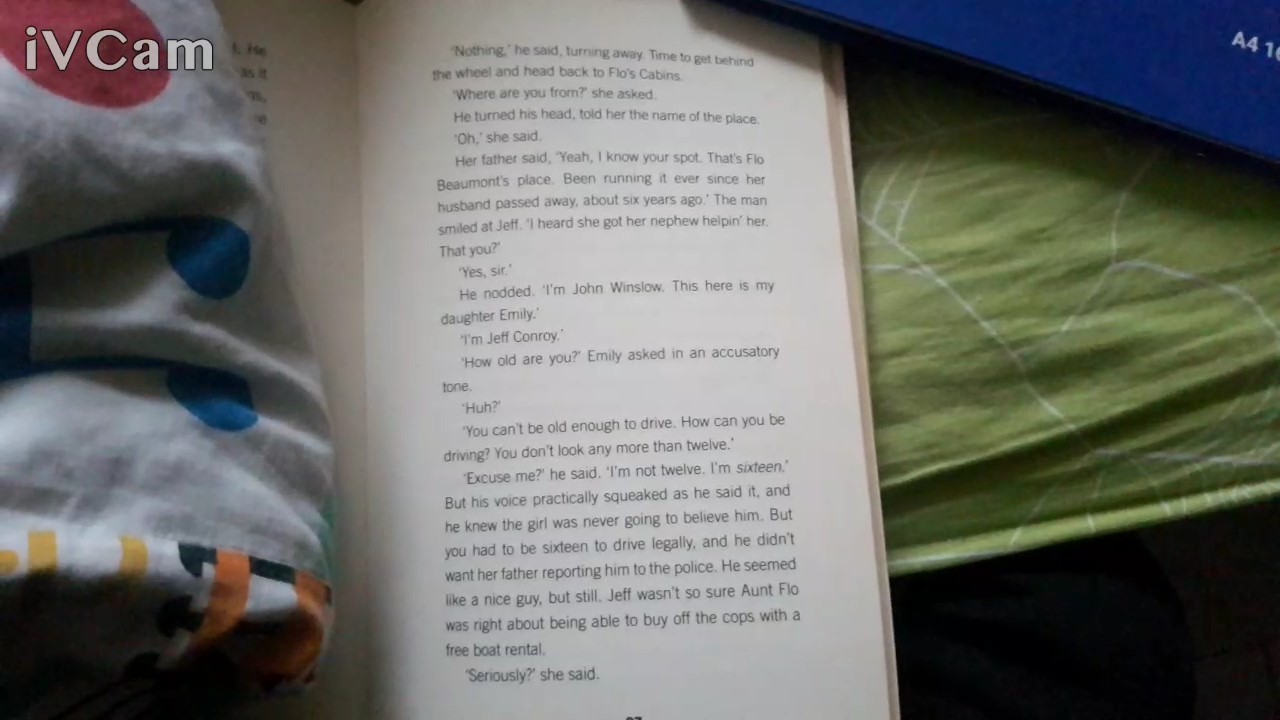 iVCam
A4
He
as it
'Nothing,' he said, turning away. Time to get behind
the wheel and head back to Flo's Cabins.
'Where are you from?' she asked.
He turned his head, told her the name of the place.
'Oh,' she said.
Her father said, 'Yeah, I know your spot. That's Flo
Beaumont's place. Been running it ever since her
husband passed away, about six years ago.' The man
smiled at Jeff. 'I heard she got her nephew helpin' her.
That you?'
'Yes, sir.'
He nodded. 'I'm John Winslow. This here is my
daughter Emily.'
'I'm Jeff Conroy.'
'How old are you?' Emily asked in an accusatory
tone.
'Huh?'
'You can't be old enough to drive. How can you be
driving? You don't look any more than twelve.'
'Excuse me?' he said. 'I'm not twelve. I'm sixteen.'
But his voice practically squeaked as he said it, and
he knew the girl was never going to believe him. But
you had to be sixteen to drive legally, and he didn't
want her father reporting him to the police. He seemed
like a nice guy, but still. Jeff wasn't so sure Aunt Flo
was right about being able to buy off the cops with a
free boat rental.
'Seriously?' she said.